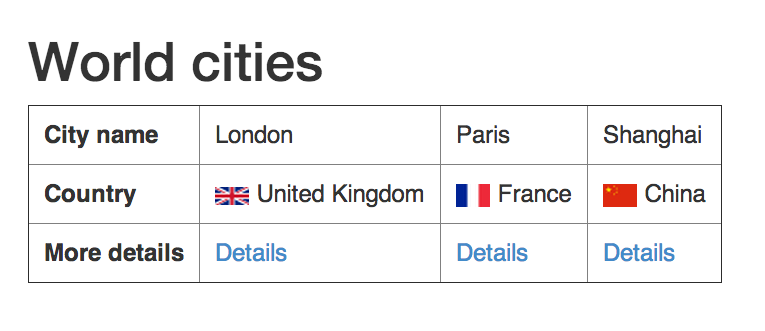 World cities
City name London Paris Shanghai
Country United Kingdom France China
More details Details Details Details